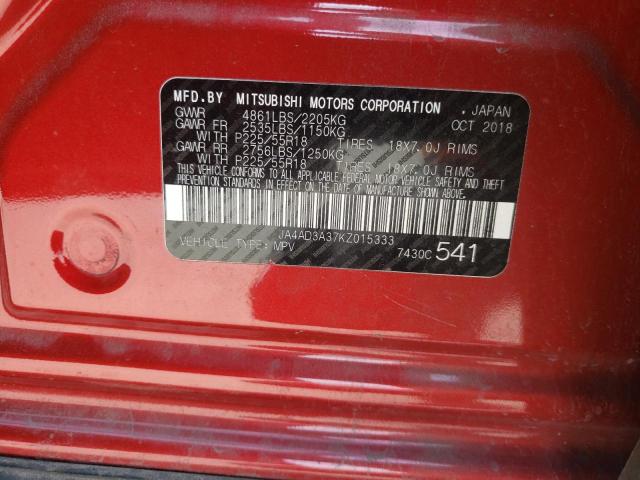 MFD.BY MITSUBISHI MOTORS CORPORATION , JAPAN
GVWR 4861LBS/2205KG OCT 2018
GAWR FR 2535LBS/1150KG
WITH P225/55R18 TIRES 18X7.0J RIMS
GAWR RR 2756LBS/1250KG
WITH P225/55R18 TIRES 18X7.0J RIMS
THIS VEHICLE CONFORMS TO ALL APPLICABLE FEDERAL MOTOR VEHICLE SAFETY AND THEFT
PREVENTION STANDARDS IN EFFECT ON THE DATE OF MANUFACTURE SHOWN ABOVE.
JA4AD3A37KZ015333
VEHICLE TYPE: MPV 7430C 541